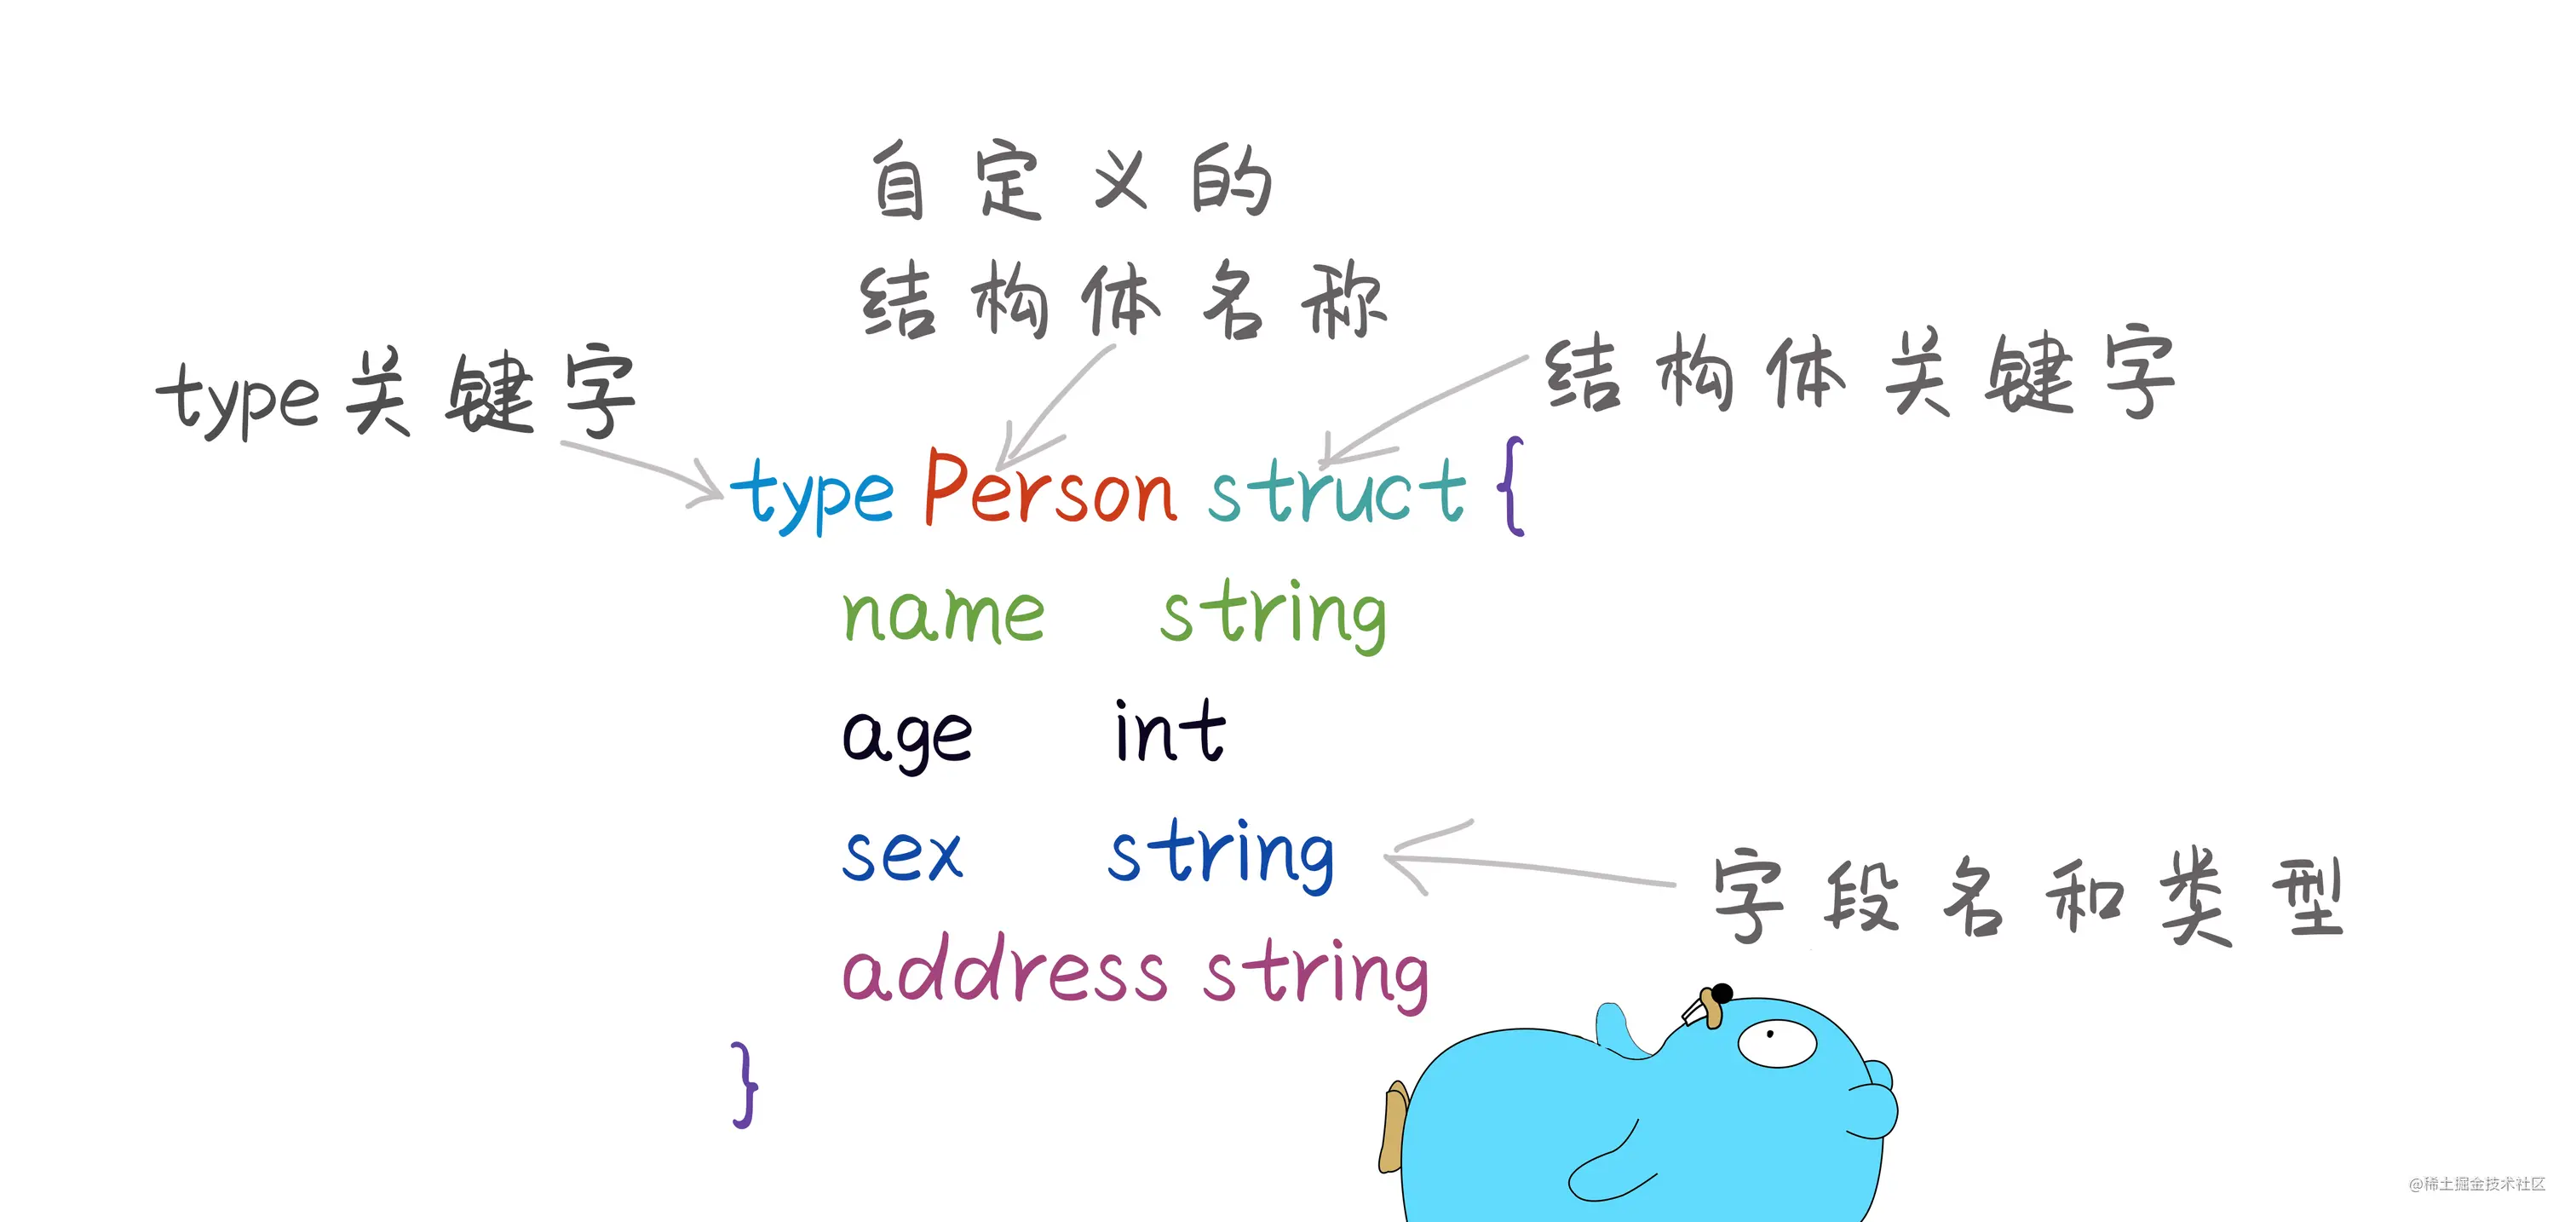 自定义的
结构体名称
type关键字
结构体关键字
type Person struct {
name string
age int
sex string
字段名和类型
address string
}
@稀土掘金技术社区